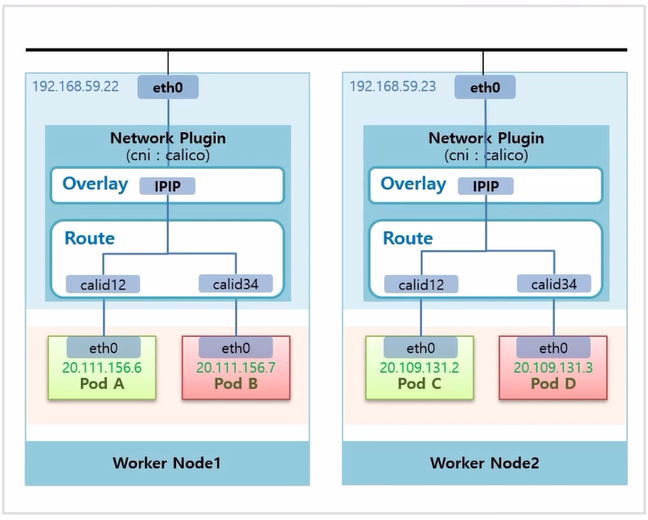 192.168.59.22
eth0
Network Plugin
(cni : calico)
Overlay
IPIP
Route
calid12
calid34
eth0
20.111.156.6
Pod A
eth0
20.111.156.7
Pod B
Worker Node1
192.168.59.23
eth0
Network Plugin
(cni : calico)
Overlay
IPIP
Route
calid12
calid34
eth0
20.109.131.2
Pod C
eth0
20.109.131.3
Pod D
Worker Node2